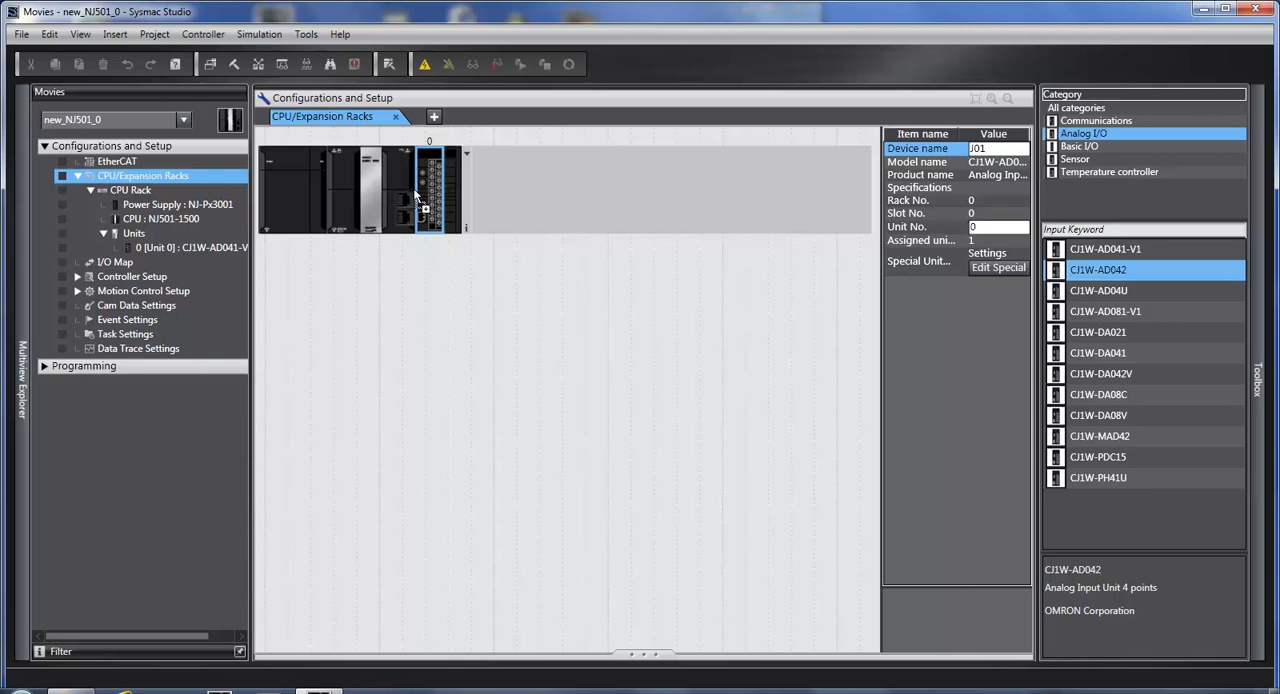 Movies - new_NJ501_0 - Sysmac Studio
File Edit View Insert Project Controller Simulation Tools Help
Movies
new_NJ501_0
Configurations and Setup
EtherCAT
CPU/Expansion Racks
CPU Rack
Power Supply : NJ-Px3001
CPU : NJ501-1500
Units
0 [Unit 0] : CJ1W-AD041-V
I/O Map
Controller Setup
Motion Control Setup
Cam Data Settings
Event Settings
Task Settings
Data Trace Settings
Programming
Filter
Multiview Explorer
Configurations and Setup
CPU/Expansion Racks
0
Item name Value
Device name J01
Model name CJ1W-AD0...
Product name Analog Inp...
Specifications
Rack No. 0
Slot No. 0
Unit No. 0
Assigned uni... 1
Special Unit... Settings
Edit Special
Category
All categories
Communications
Analog I/O
Basic I/O
Sensor
Temperature controller
Input Keyword
CJ1W-AD041-V1
CJ1W-AD042
CJ1W-AD04U
CJ1W-AD081-V1
CJ1W-DA021
CJ1W-DA041
CJ1W-DA042V
CJ1W-DA08C
CJ1W-DA08V
CJ1W-MAD42
CJ1W-PDC15
CJ1W-PH41U
CJ1W-AD042
Analog Input Unit 4 points
OMRON Corporation
Toolbox